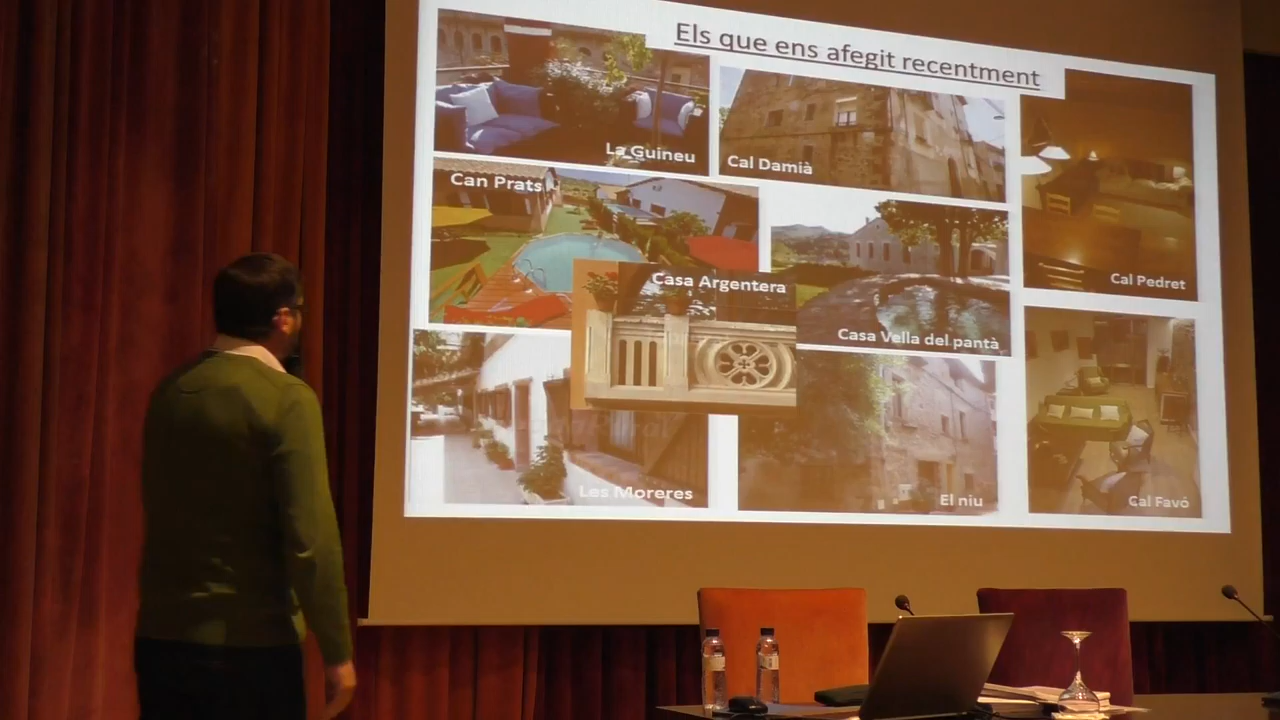 Els que ens afegit recentment
La Guineu
Cal Damià
Can Prats
Cal Pedret
Casa Argentera
Casa Vella del pantà
Les Moreres
El niu
Cal Favó